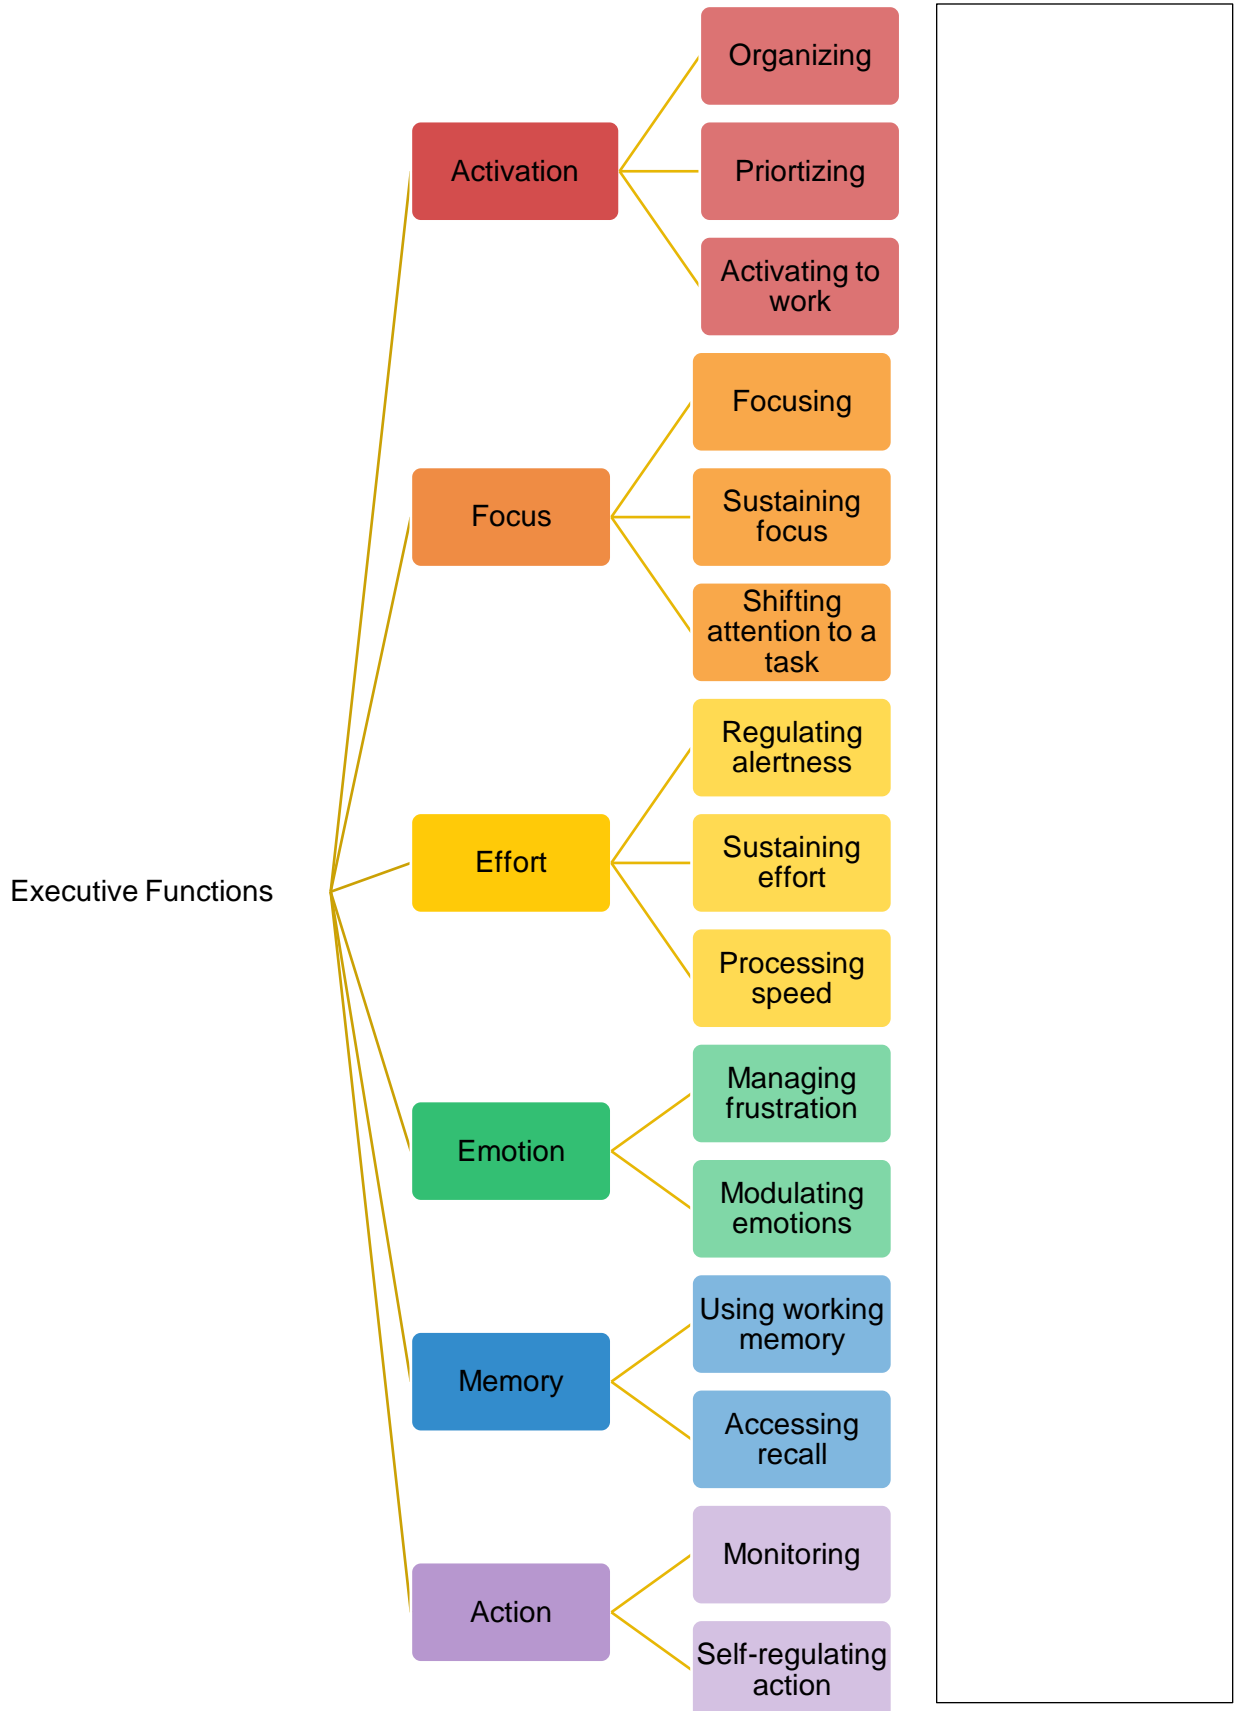 Executive Functions
Activation
Organizing
Priortizing
Activating to
work
Focus
Focusing
Sustaining
focus
Shifting
attention to a
task
Effort
Regulating
alertness
Sustaining
effort
Processing
speed
Emotion
Managing
frustration
Modulating
emotions
Memory
Using working
memory
Accessing
recall
Action
Monitoring
Self-regulating
action